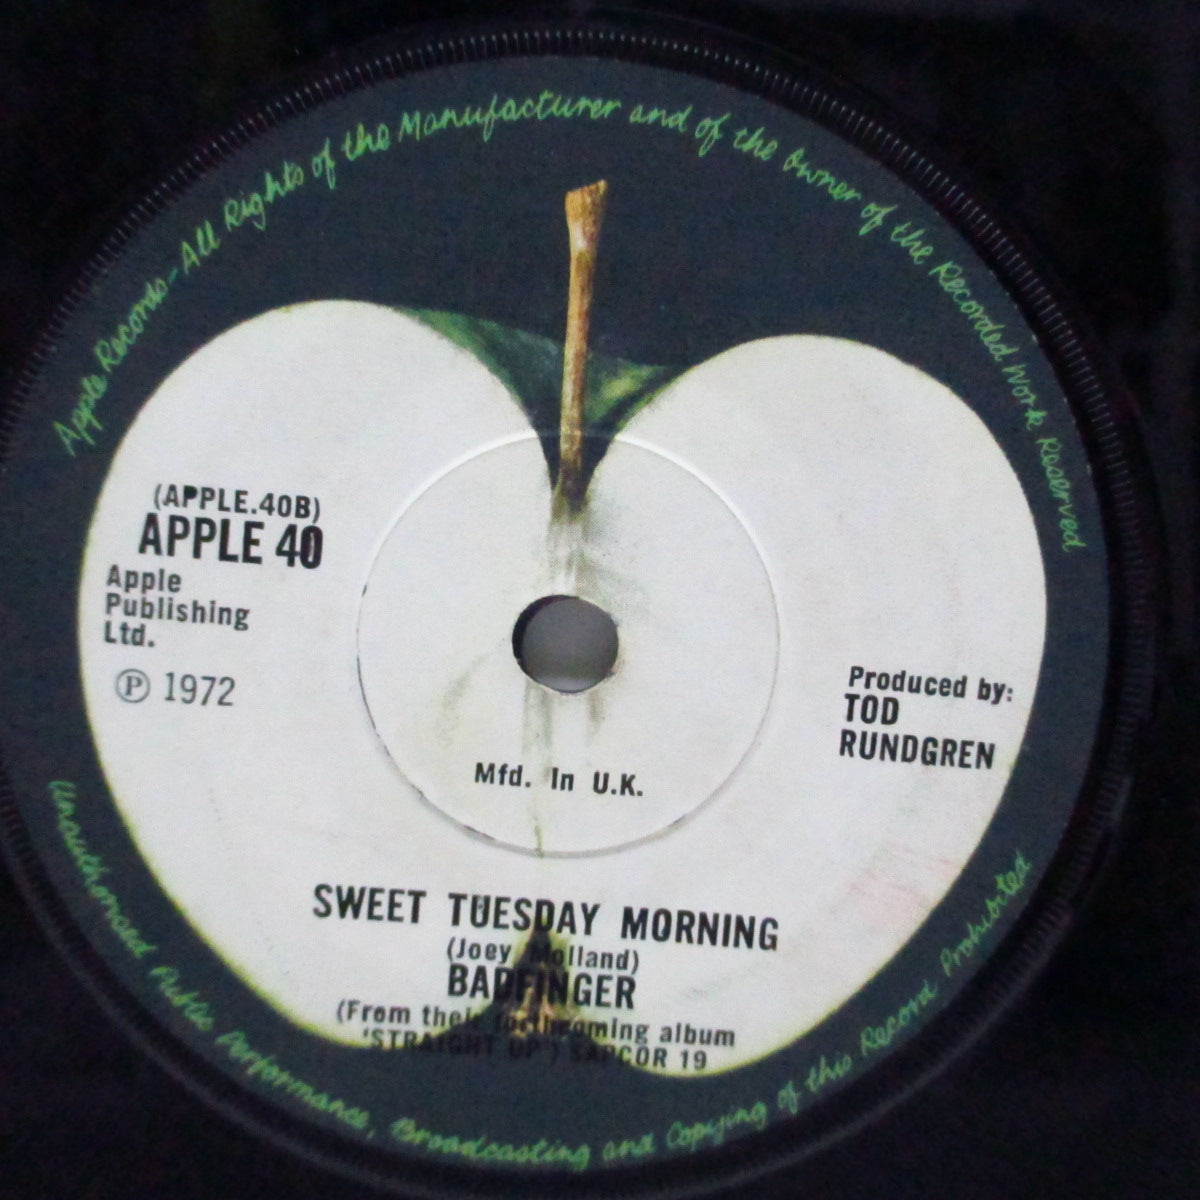 Apple Records-All Rights of the Manufacturer and of the Owner of the Recorded Work Reserved
(APPLE.40B)
APPLE 40
Apple
Publishing
Ltd.
℗ 1972
Produced by:
TOD
RUNDGREN
Mfd. In U.K.
SWEET TUESDAY MORNING
(Joey Molland)
BADFINGER
(From their forthcoming album
'STRAIGHT UP') SAPCOR 19
Unauthorised Public Performance, Broadcasting and Copying of this Record Prohibited